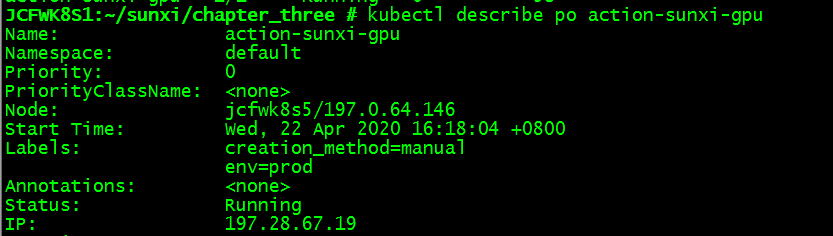 JCFWK8S1:~/sunxi/chapter_three # kubectl describe po action-sunxi-gpu
Name: action-sunxi-gpu
Namespace: default
Priority: 0
PriorityClassName: <none>
Node: jcfwk8s5/197.0.64.146
Start Time: Wed, 22 Apr 2020 16:18:04 +0800
Labels: creation_method=manual
env=prod
Annotations: <none>
Status: Running
IP: 197.28.67.19